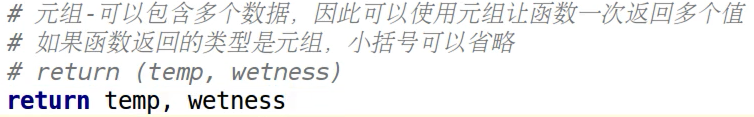 # 元组-可以包含多个数据，因此可以使用元组让函数一次返回多个值
# 如果函数返回的类型是元组，小括号可以省略
# return (temp, wetness)
return temp, wetness